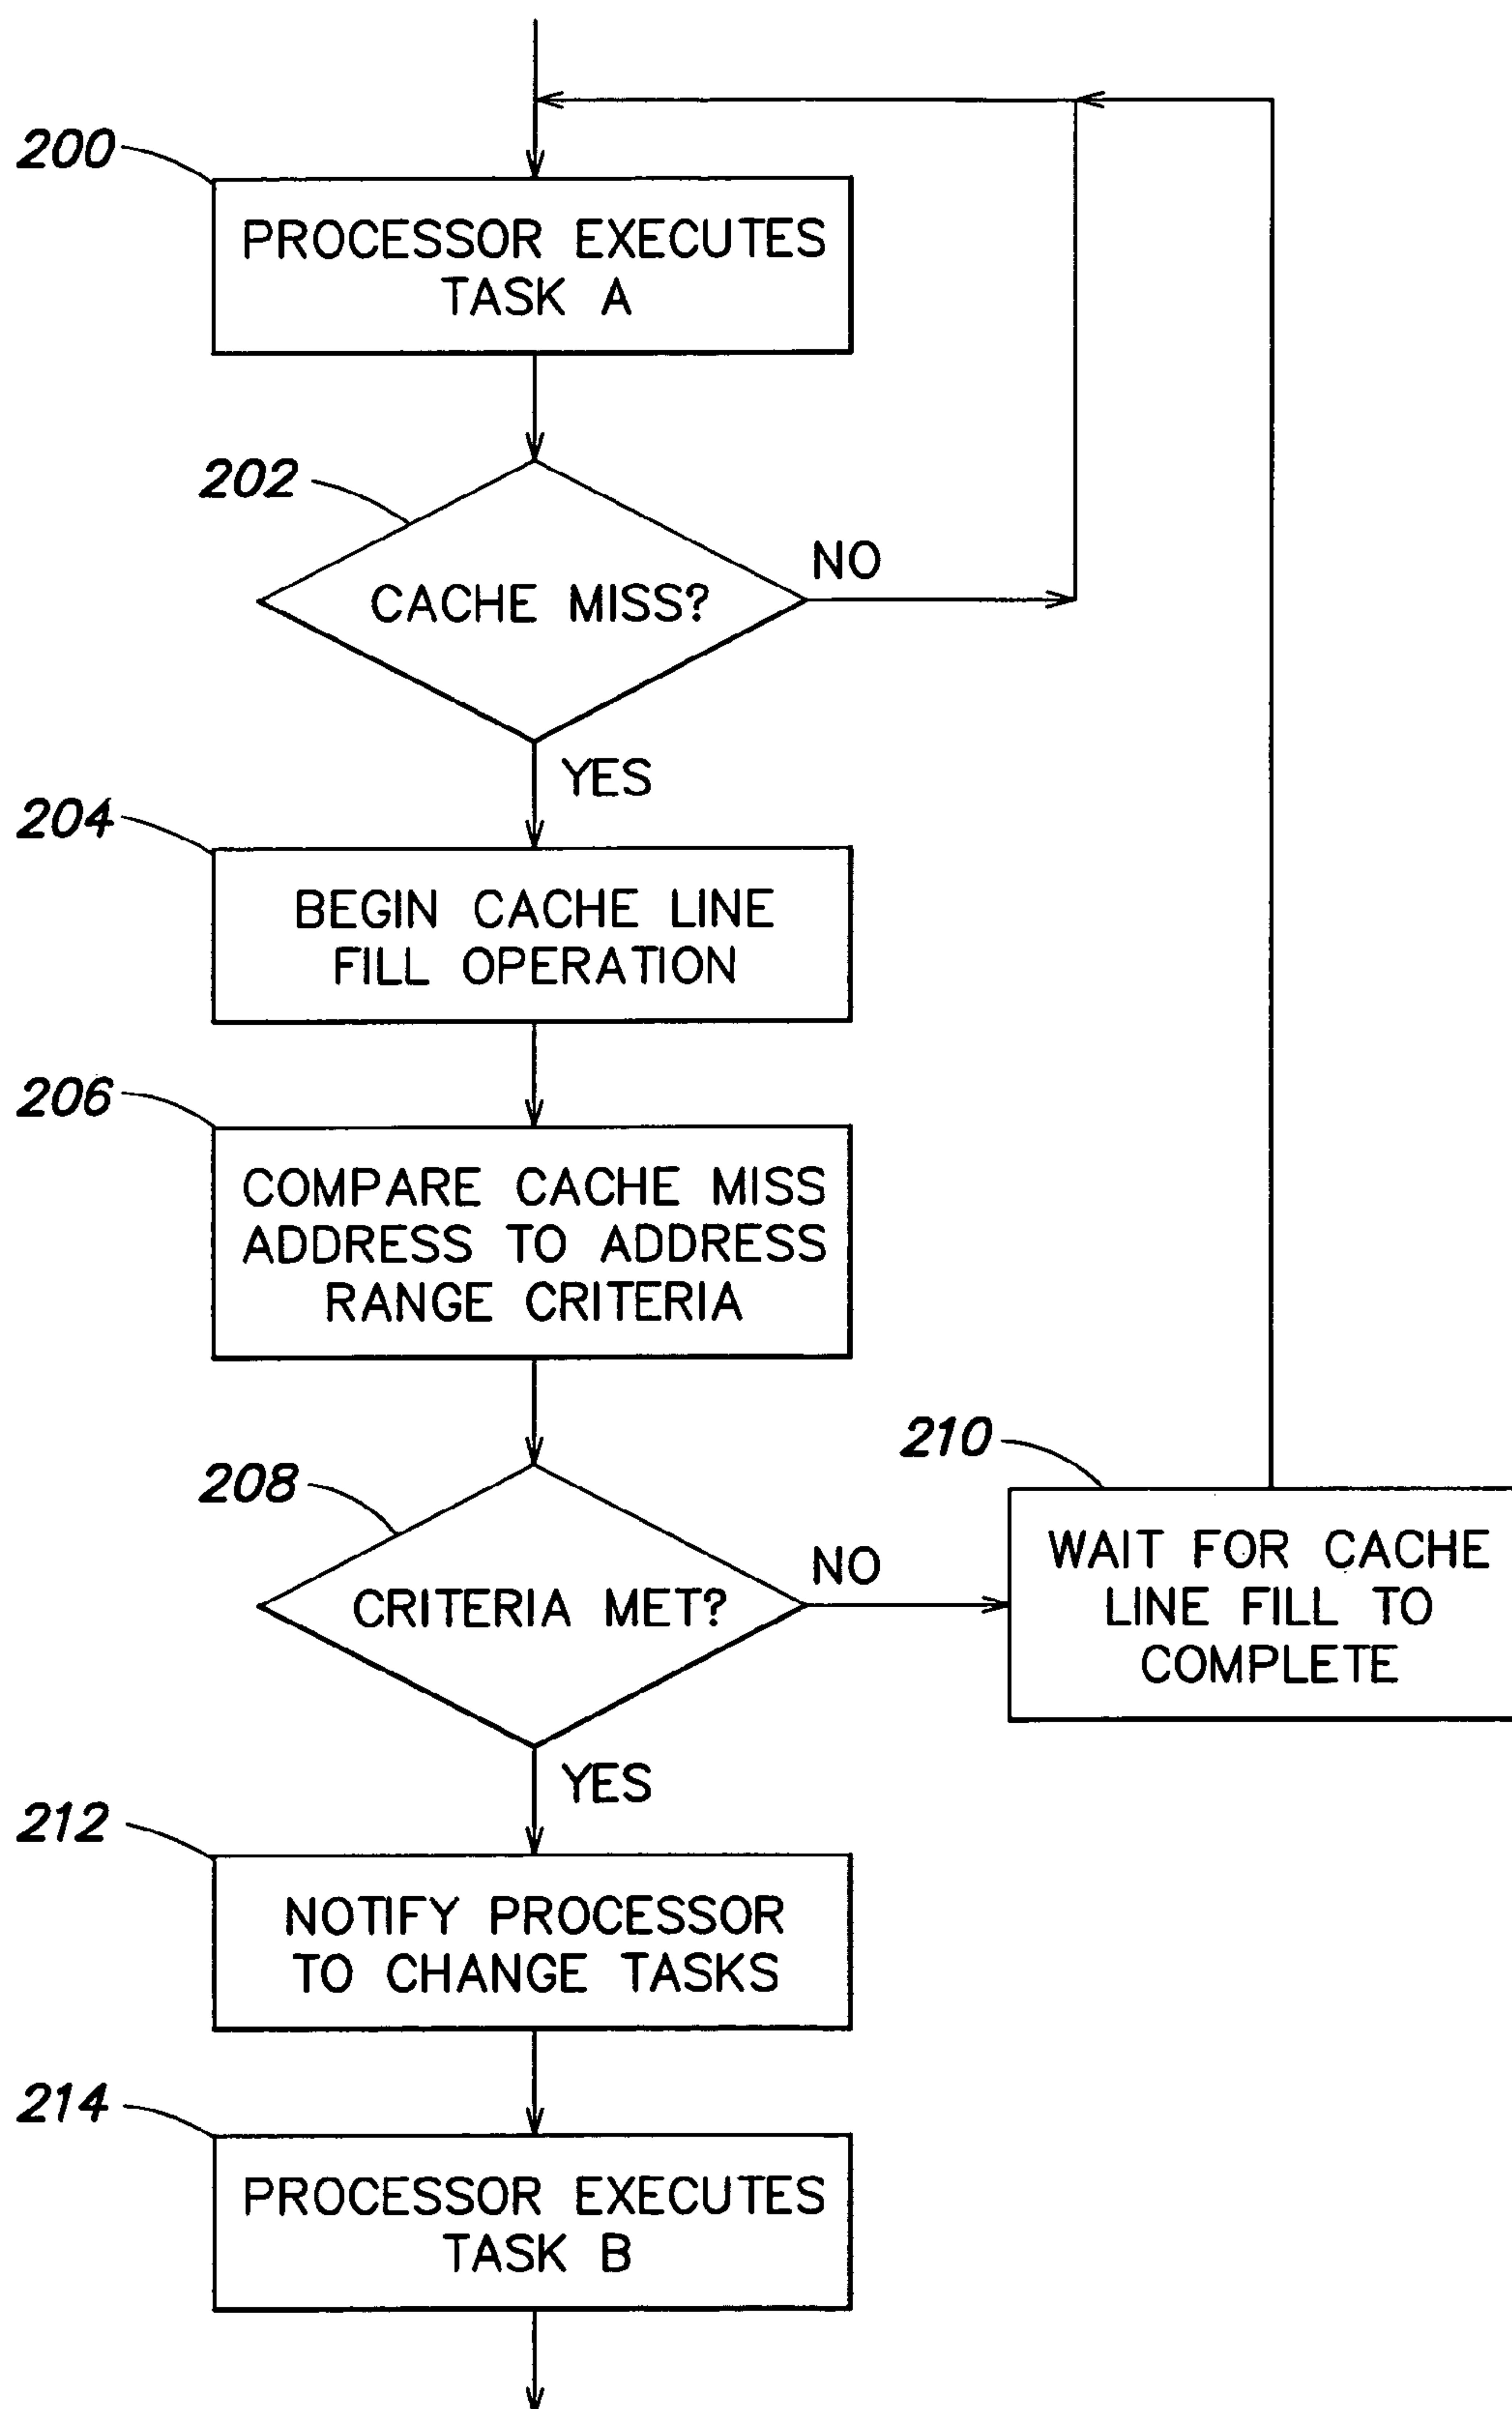 200
PROCESSOR EXECUTES
TASK A
202
CACHE MISS?
NO
YES
204
BEGIN CACHE LINE
FILL OPERATION
206
COMPARE CACHE MISS
ADDRESS TO ADDRESS
RANGE CRITERIA
208
CRITERIA MET?
NO
210
WAIT FOR CACHE
LINE FILL TO
COMPLETE
YES
212
NOTIFY PROCESSOR
TO CHANGE TASKS
214
PROCESSOR EXECUTES
TASK B